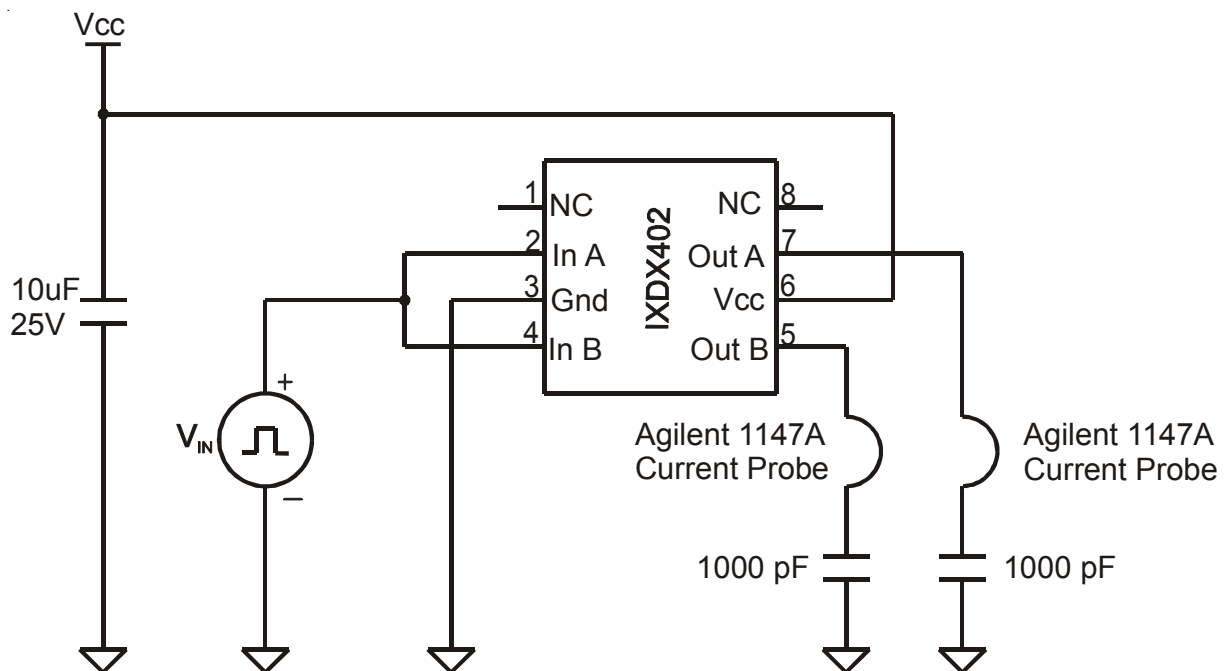 Vcc
10uF
25V
V IN
+
−
1
NC
2
In A
3
Gnd
4
In B
IXDX402
8
NC
7
Out A
6
Vcc
5
Out B
Agilent 1147A
Current Probe
Agilent 1147A
Current Probe
1000 pF
1000 pF